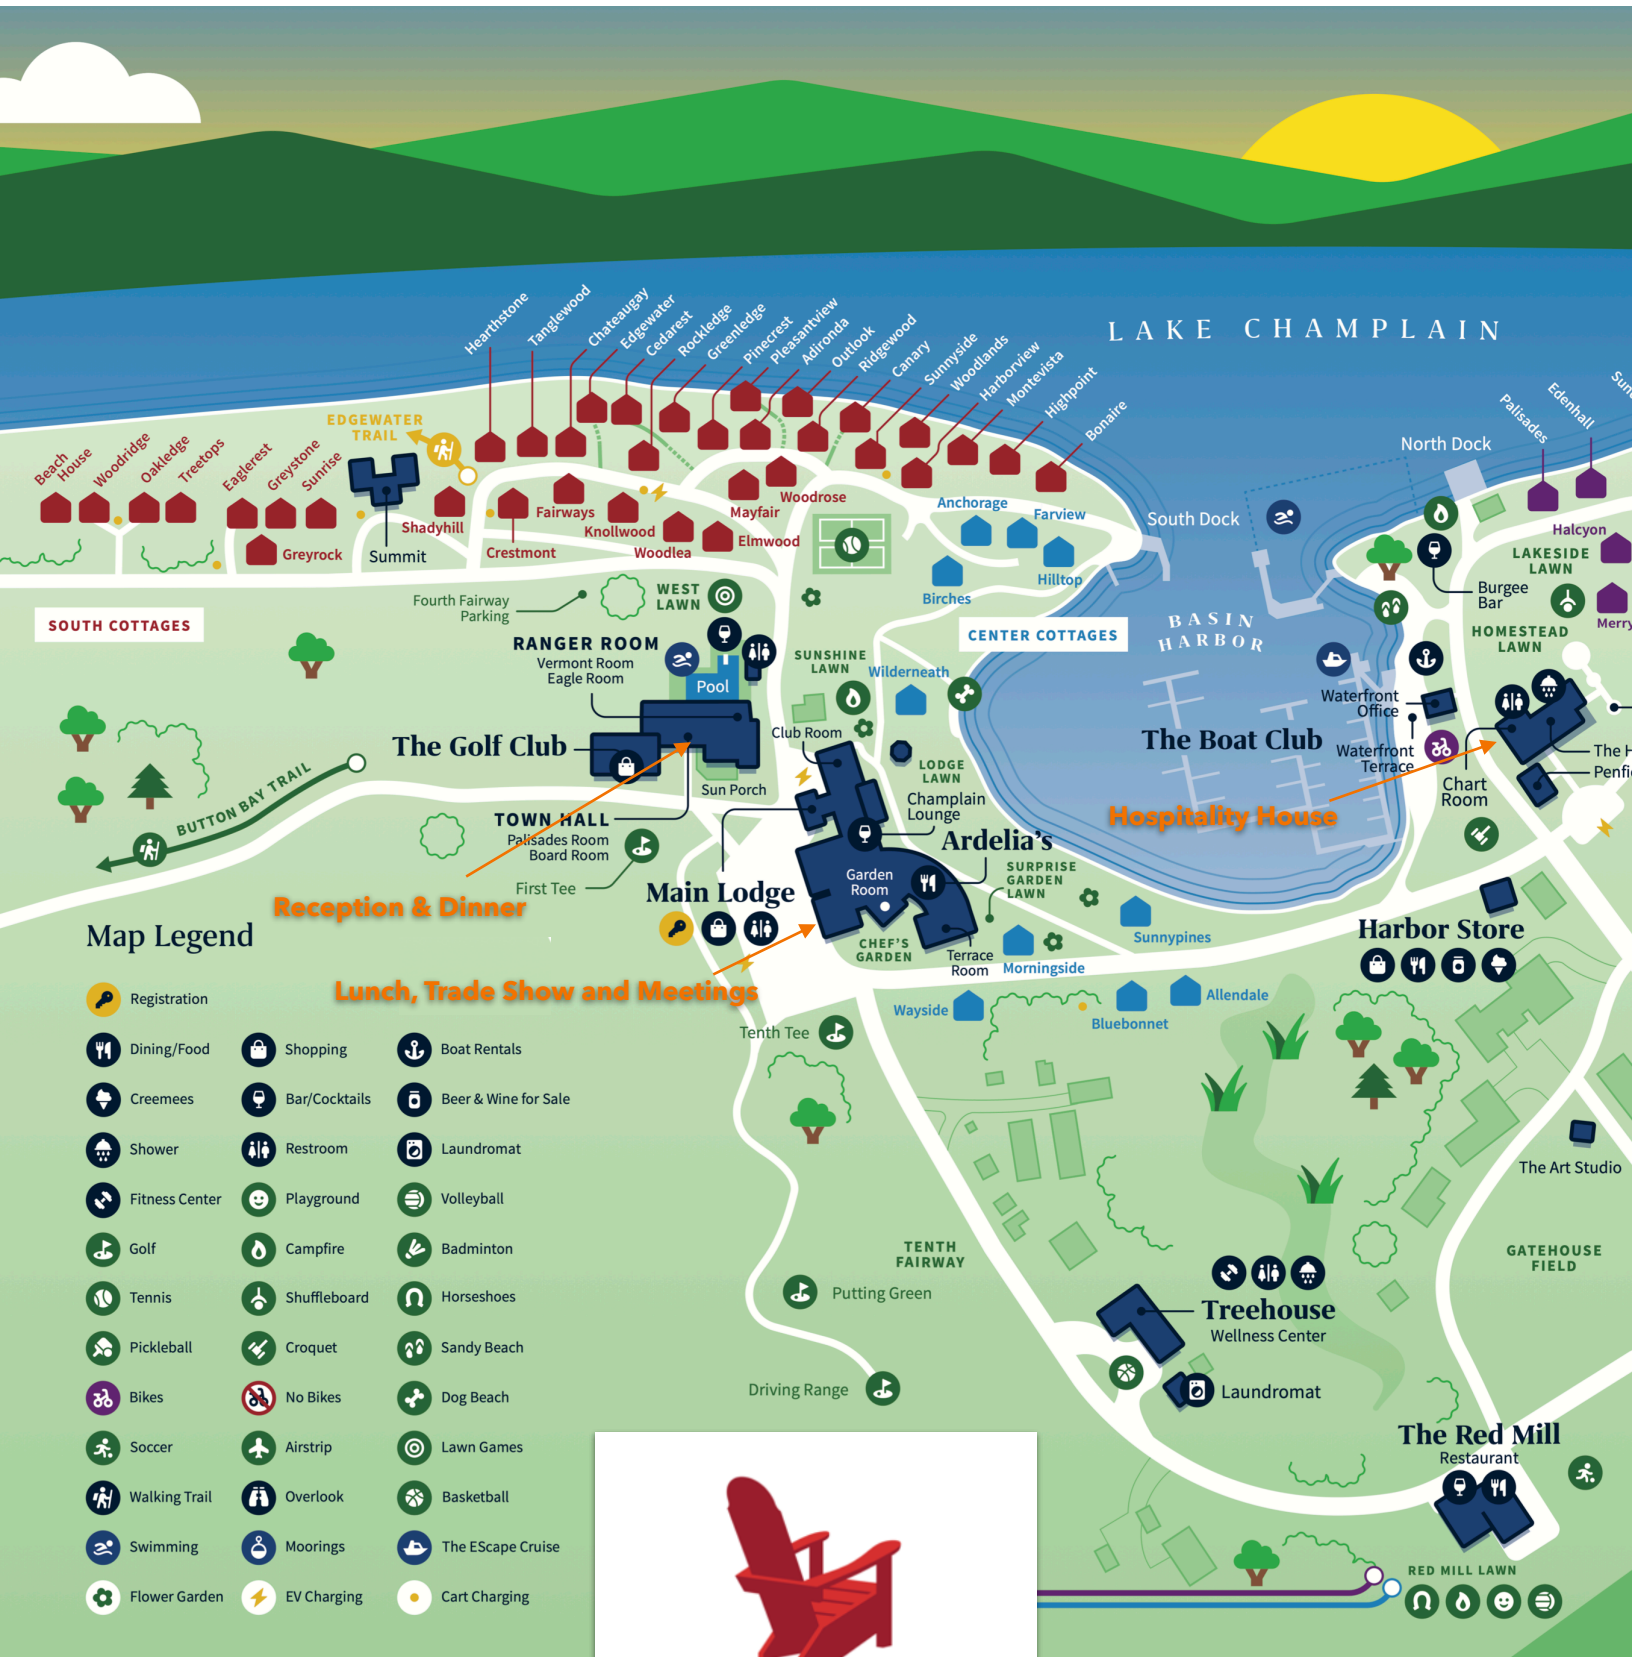 LAKE CHAMPLAIN
Hearthstone
Tanglewood
Chateaugay
Edgewater
Cedarest
Rockledge
Greenledge
Pinecrest
Pleasantview
Adironda
Outlook
Ridgewood
Canary
Sunnyside
Woodlands
Harborview
Montevista
Highpoint
Bonaire
Palisades
Edenhall
EDGEWATER
TRAIL
Beach
House
Woodridge
Oakledge
Treetops
Eaglerest
Greystone
Sunrise
Greyrock
Summit
Shadyhill
Crestmont
Fairways
Knollwood
Woodlea
Elmwood
Mayfair
Woodrose
Anchorage
Farview
Hilltop
Birches
South Dock
North Dock
Burgee
Bar
Halcyon
LAKESIDE
LAWN
Merry
HOMESTEAD
LAWN
SOUTH COTTAGES
Fourth Fairway
Parking
WEST
LAWN
RANGER ROOM
Vermont Room
Eagle Room
Pool
SUNSHINE
LAWN
Wilderneath
CENTER COTTAGES
BASIN
HARBOR
Waterfront
Office
The Boat Club
Waterfront
Terrace
Chart
Room
The H
Penfi
Hospitality House
The Golf Club
Club Room
Sun Porch
LODGE
LAWN
Champlain
Lounge
TOWN HALL
Palisades Room
Board Room
First Tee
BUTTON BAY TRAIL
Ardelia's
SURPRISE
GARDEN
LAWN
Main Lodge
Garden
Room
CHEF'S
GARDEN
Terrace
Room
Morningside
Sunnypines
Harbor Store
Reception & Dinner
Lunch, Trade Show and Meetings
Wayside
Bluebonnet
Allendale
Tenth Tee
The Art Studio
TENTH
FAIRWAY
GATEHOUSE
FIELD
Putting Green
Driving Range
Treehouse
Wellness Center
Laundromat
The Red Mill
Restaurant
RED MILL LAWN
Map Legend
Registration
Dining/Food
Shopping
Boat Rentals
Creemees
Bar/Cocktails
Beer & Wine for Sale
Shower
Restroom
Laundromat
Fitness Center
Playground
Volleyball
Golf
Campfire
Badminton
Tennis
Shuffleboard
Horseshoes
Pickleball
Croquet
Sandy Beach
Bikes
No Bikes
Dog Beach
Soccer
Airstrip
Lawn Games
Walking Trail
Overlook
Basketball
Swimming
Moorings
The EScape Cruise
Flower Garden
EV Charging
Cart Charging